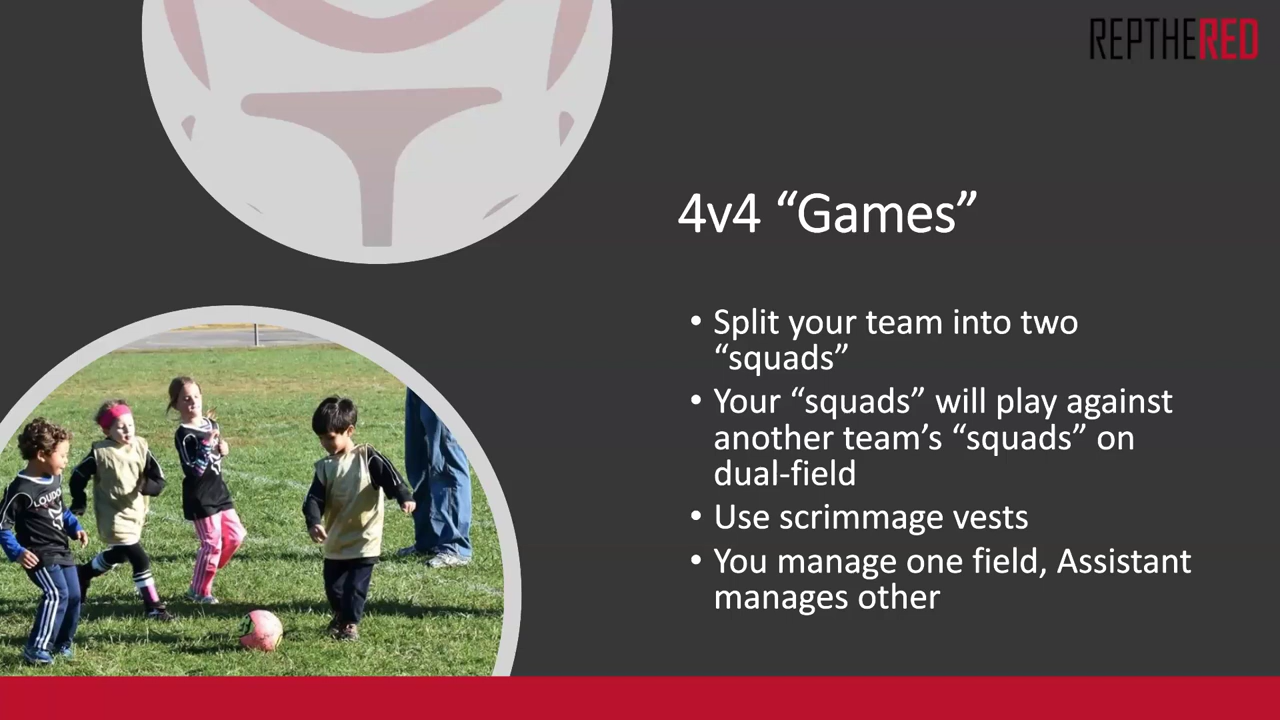 REPTHERED
4v4 “Games”
• Split your team into two
“squads”
• Your “squads” will play against
another team’s “squads” on
dual-field
• Use scrimmage vests
• You manage one field, Assistant
manages other